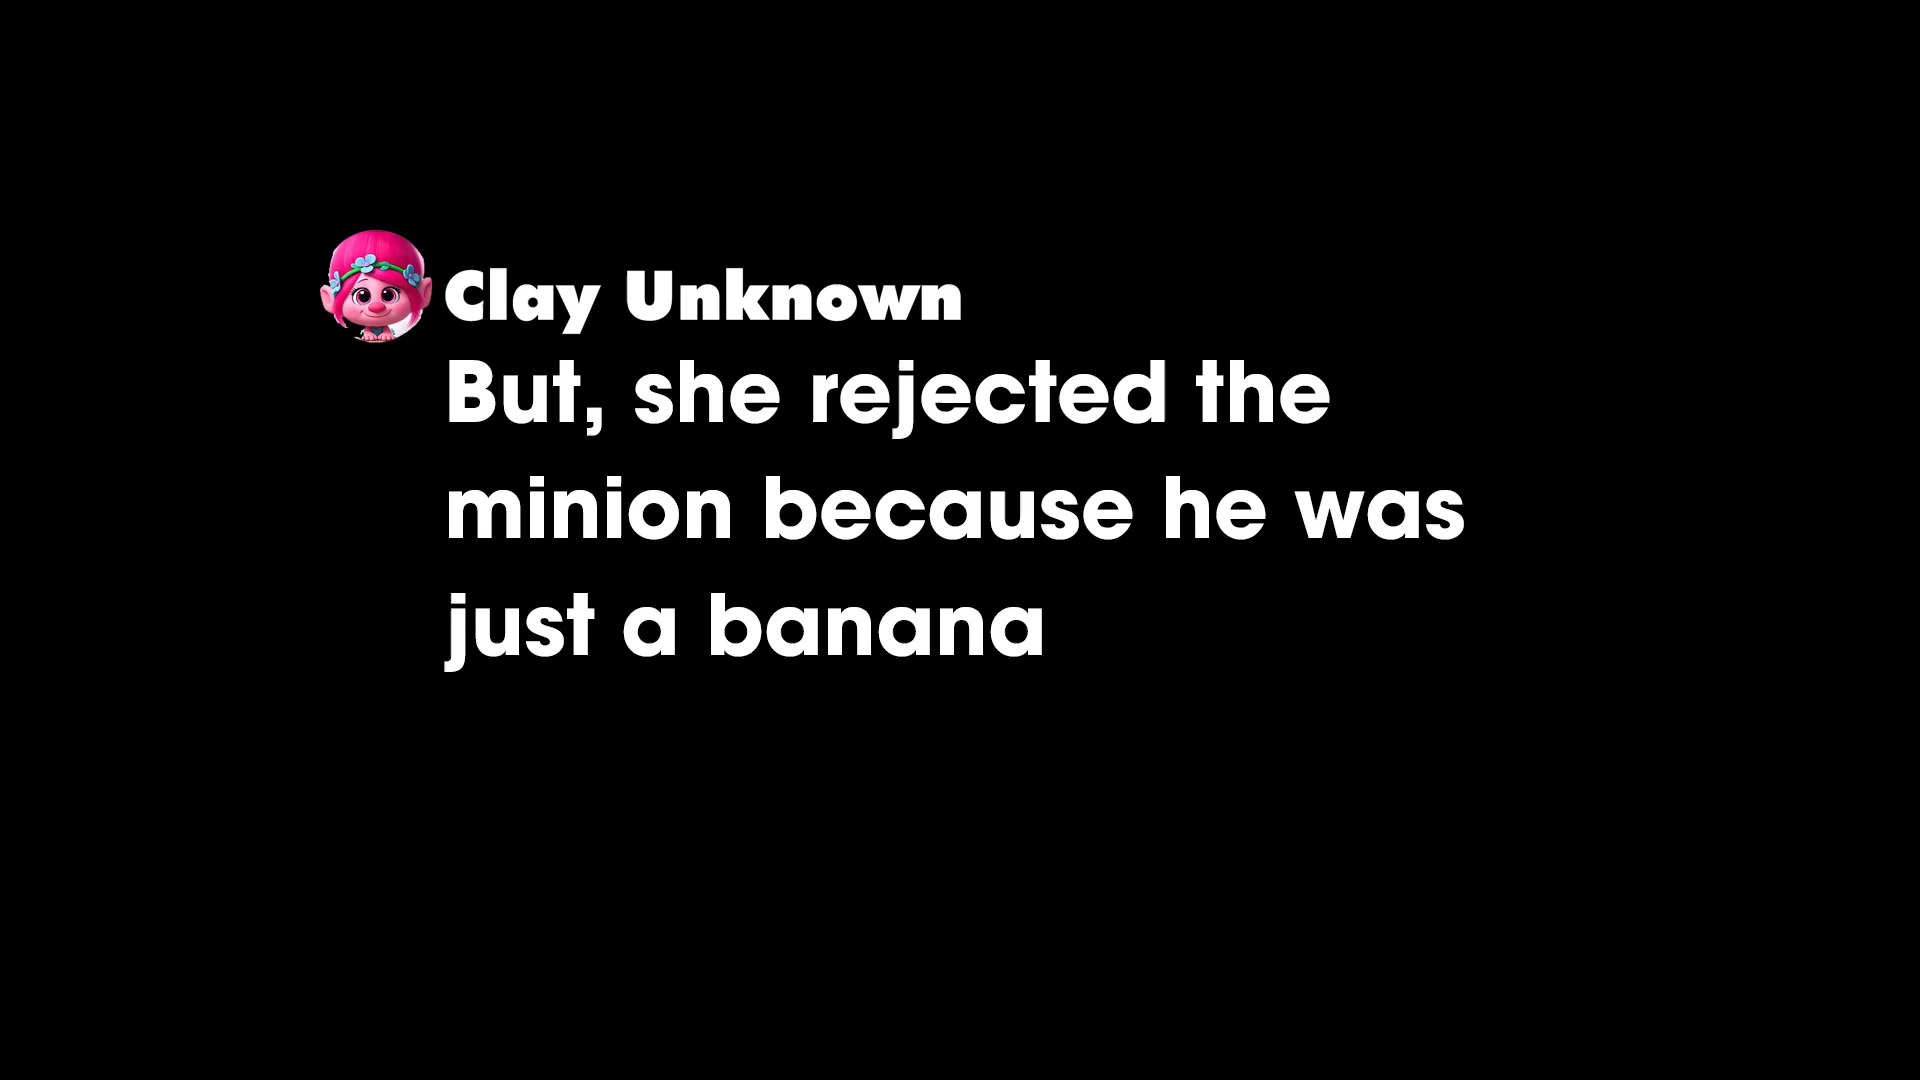 Clay Unknown
But, she rejected the
minion because he was
just a banana